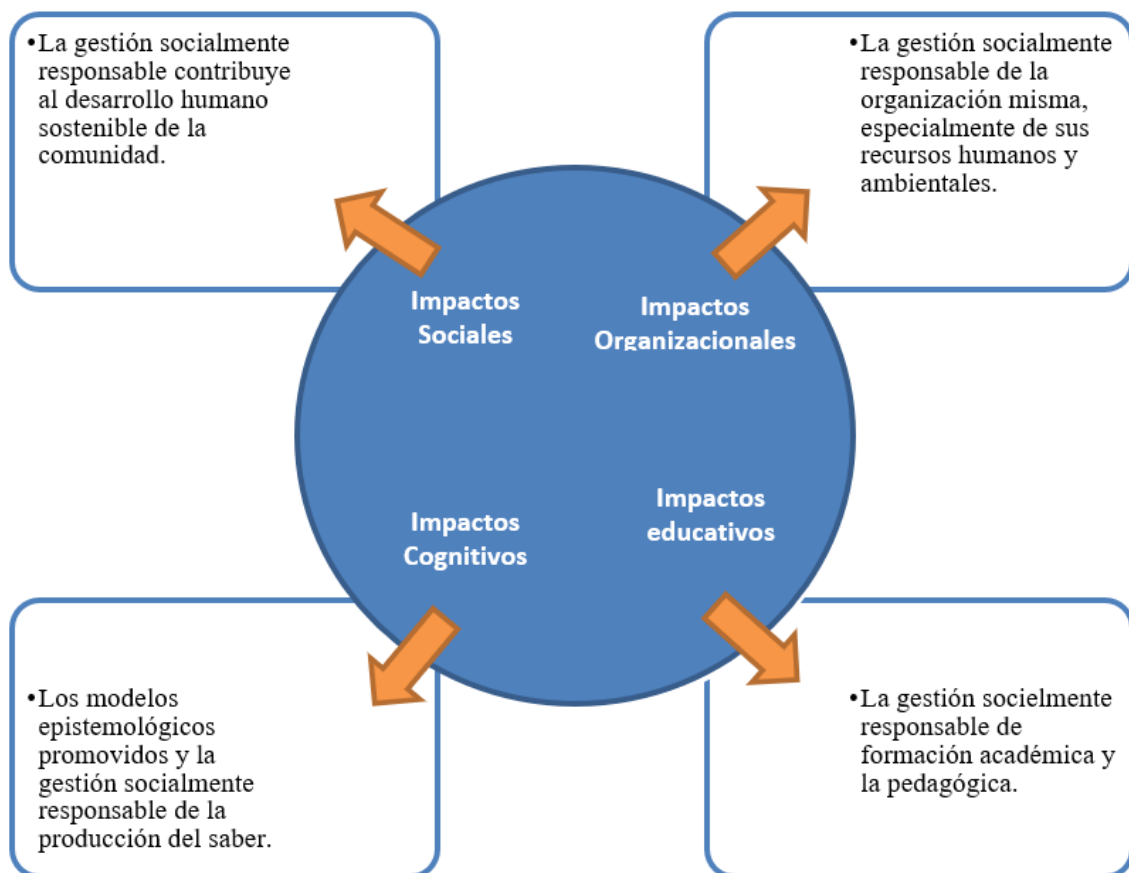 •La gestión socialmente
responsable contribuye
al desarrollo humano
sostenible de la
comunidad.
•La gestión socialmente
responsable de la
organización misma,
especialmente de sus
recursos humanos y
ambientales.
Impactos
Sociales
Impactos
Organizacionales
Impactos
Cognitivos
Impactos
educativos
•Los modelos
epistemológicos
promovidos y la
gestión socialmente
responsable de la
producción del saber.
•La gestión socielmente
responsable de
formación académica y
la pedagógica.